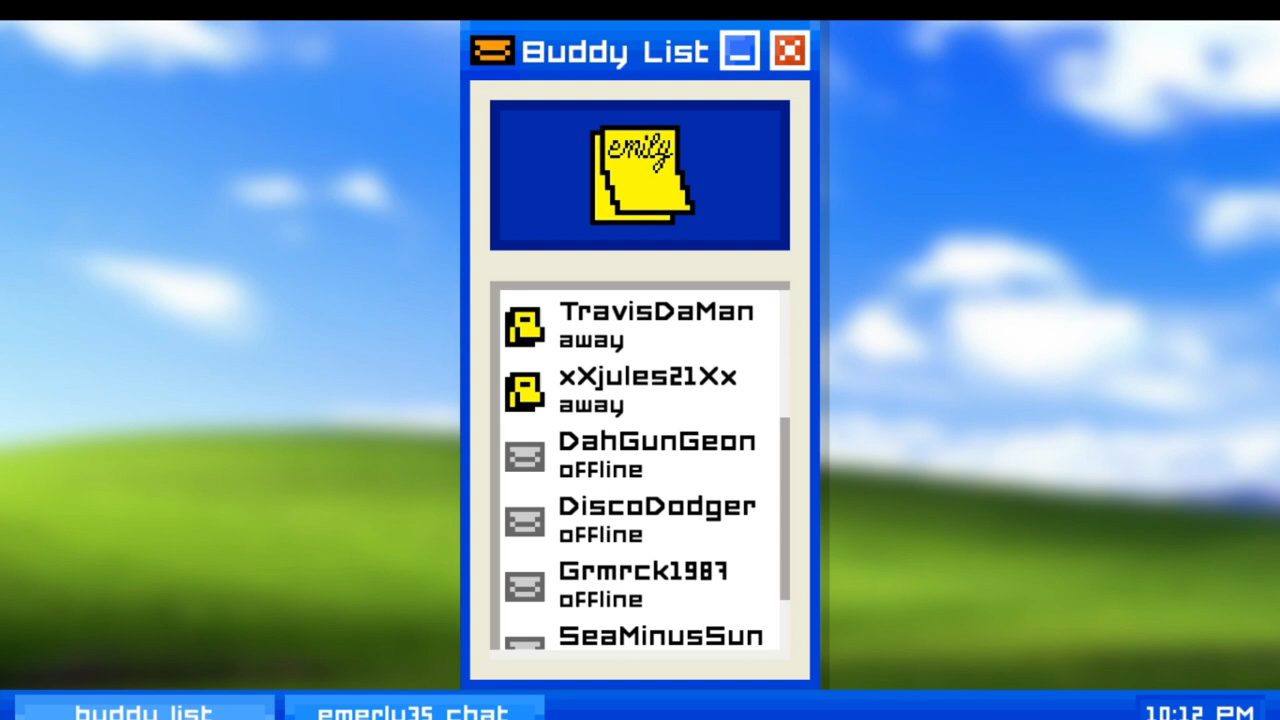 Buddy List
emily
TravisDaMan
away
xXjules21Xx
away
DahGunGeon
offline
DiscoDodger
offline
Grmrck1987
offline
SeaMinusSun
buddy list
emerly35 chat
10:12 PM